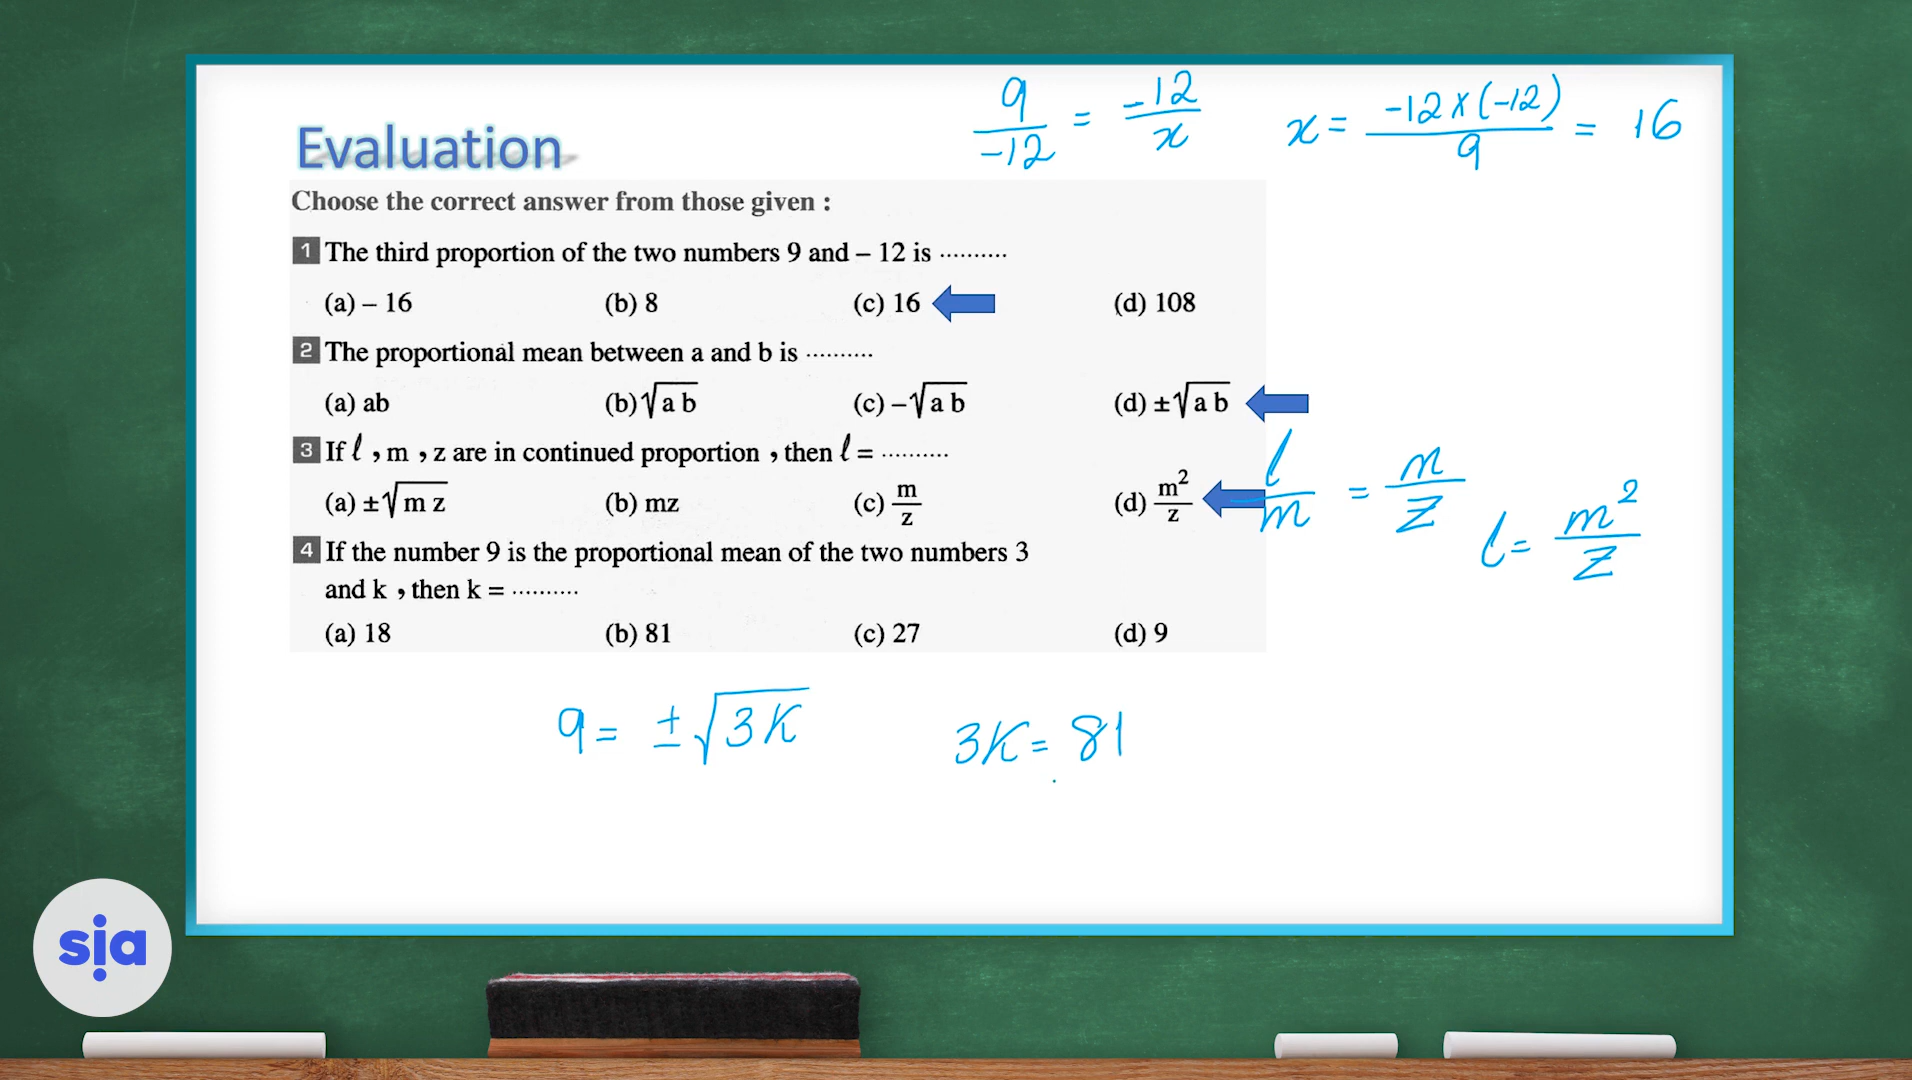 9/-12 = -12/x   x = -12×(-12)/9 = 16
Evaluation
Choose the correct answer from those given :
1 The third proportion of the two numbers 9 and – 12 is ..........
(a) – 16 (b) 8 (c) 16 (d) 108
2 The proportional mean between a and b is ..........
(a) ab (b) √(a b) (c) –√(a b) (d) ±√(a b)
3 If ℓ , m , z are in continued proportion , then ℓ = ..........
(a) ±√(m z) (b) mz (c) m/z (d) m²/z
l/m = m/z   l = m²/z
4 If the number 9 is the proportional mean of the two numbers 3
and k , then k = ..........
(a) 18 (b) 81 (c) 27 (d) 9
9 = ±√(3K)   3K = 81
sia